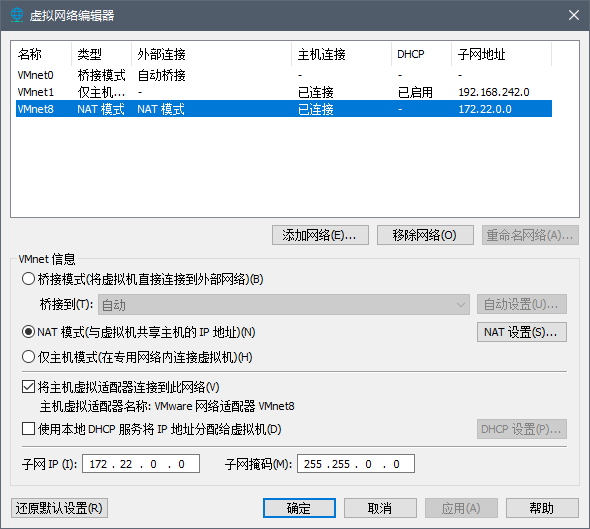 虚拟网络编辑器
名称 类型 外部连接 主机连接 DHCP 子网地址
VMnet0 桥接模式 自动桥接 - - -
VMnet1 仅主机... - 已连接 已启用 192.168.242.0
VMnet8 NAT 模式 NAT 模式 已连接 - 172.22.0.0
添加网络(E)... 移除网络(O) 重命名网络(A)...
VMnet 信息
桥接模式(将虚拟机直接连接到外部网络)(B)
桥接到(T): 自动 自动设置(U)...
NAT 模式(与虚拟机共享主机的 IP 地址)(N) NAT 设置(S)...
仅主机模式(在专用网络内连接虚拟机)(H)
将主机虚拟适配器连接到此网络(V)
主机虚拟适配器名称: VMware 网络适配器 VMnet8
使用本地 DHCP 服务将 IP 地址分配给虚拟机(D) DHCP 设置(P)...
子网 IP (I): 172 . 22 . 0 . 0 子网掩码(M): 255 .255 . 0 . 0
还原默认设置(R) 确定 取消 应用(A) 帮助